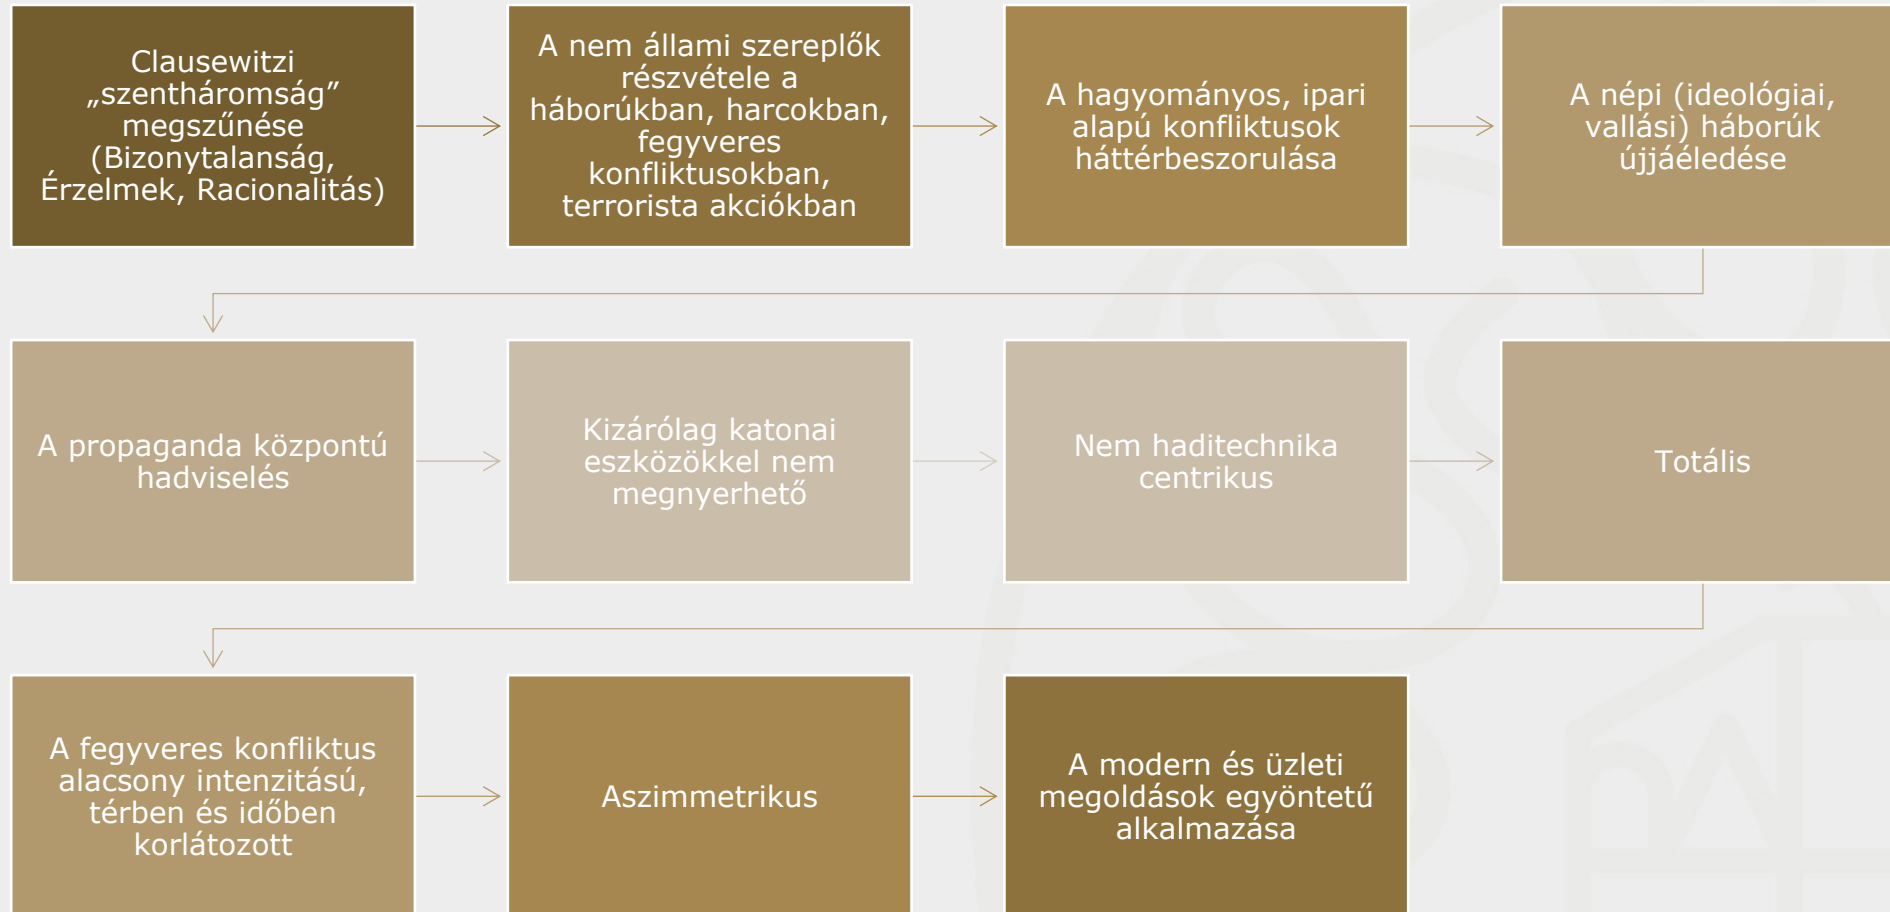 Clausewitzi
„szentháromság”
megszűnése
(Bizonytalanság,
Érzelmek, Racionalitás)
A nem állami szereplők
részvétele a
háborúkban, harcokban,
fegyveres
konfliktusokban,
terrorista akciókban
A hagyományos, ipari
alapú konfliktusok
háttérbeszorulása
A népi (ideológiai,
vallási) háborúk
újjáéledése
A propaganda központú
hadviselés
Kizárólag katonai
eszközökkel nem
megnyerhető
Nem haditechnika
centrikus
Totális
A fegyveres konfliktus
alacsony intenzitású,
térben és időben
korlátozott
Aszimmetrikus
A modern és üzleti
megoldások egyöntetű
alkalmazása